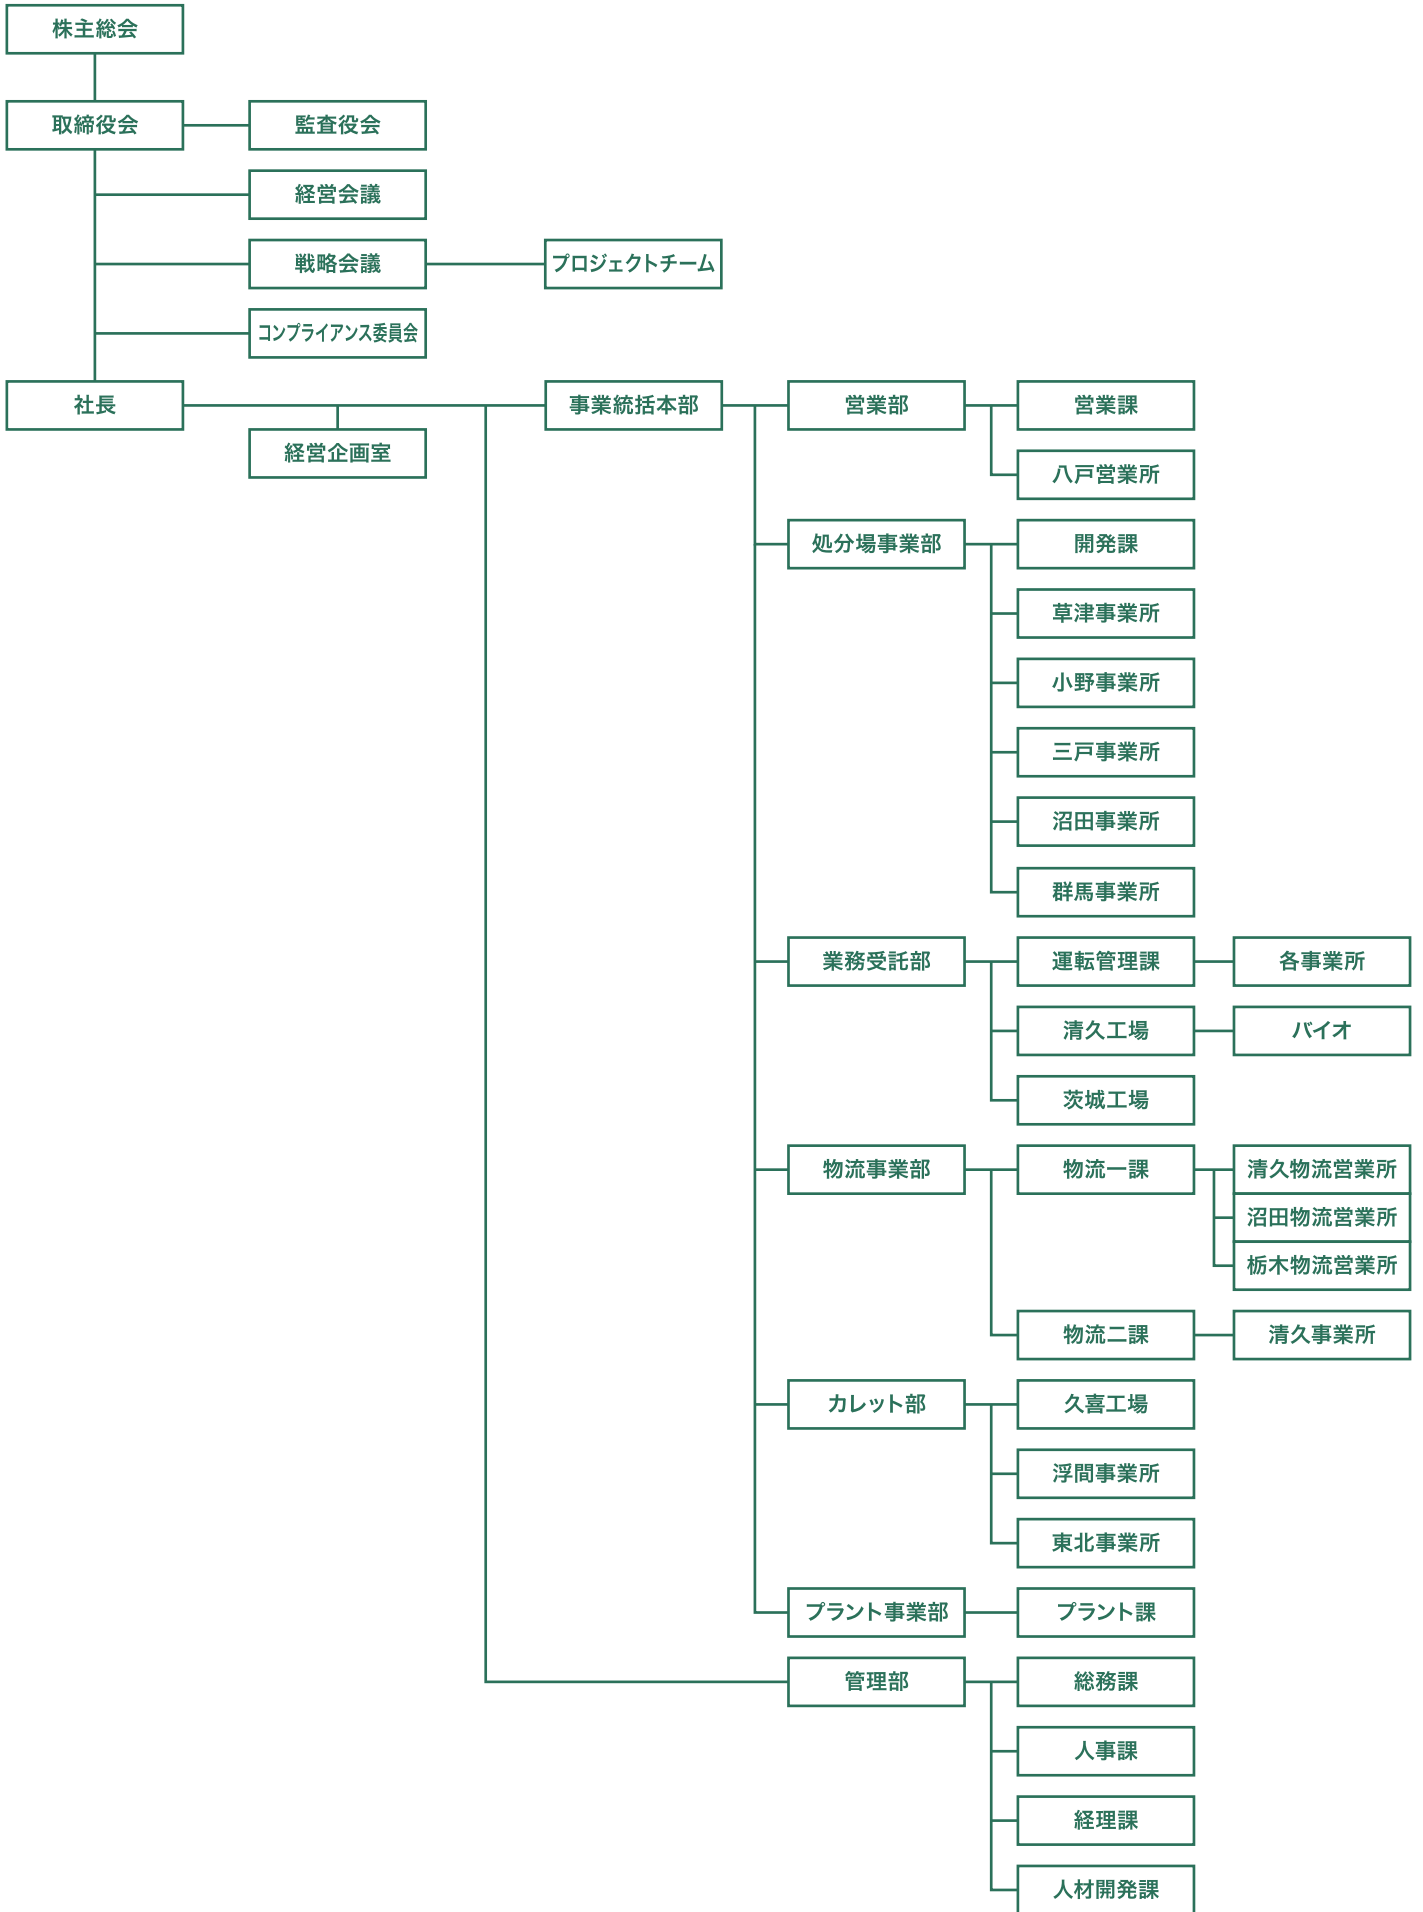 株主総会
取締役会
監査役会
経営会議
戦略会議
プロジェクトチーム
コンプライアンス委員会
社長
経営企画室
事業統括本部
営業部
営業課
八戸営業所
処分場事業部
開発課
草津事業所
小野事業所
三戸事業所
沼田事業所
群馬事業所
業務受託部
運転管理課
各事業所
清久工場
バイオ
茨城工場
物流事業部
物流一課
清久物流営業所
沼田物流営業所
栃木物流営業所
物流二課
清久事業所
カレット部
久喜工場
浮間事業所
東北事業所
プラント事業部
プラント課
管理部
総務課
人事課
経理課
人材開発課